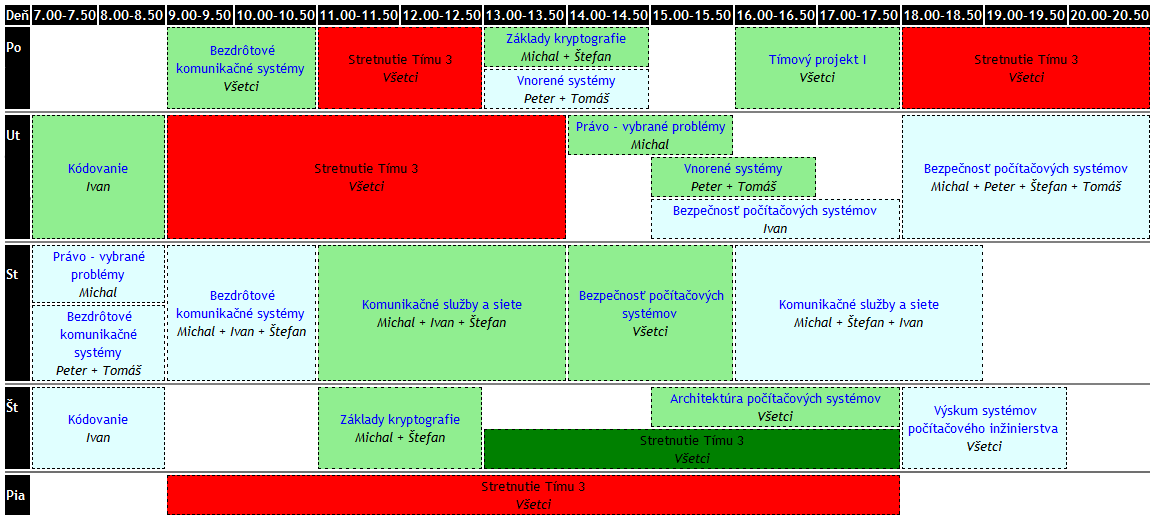 Deň 7.00-7.50 8.00-8.50 9.00-9.50 10.00-10.50 11.00-11.50 12.00-12.50 13.00-13.50 14.00-14.50 15.00-15.50 16.00-16.50 17.00-17.50 18.00-18.50 19.00-19.50 20.00-20.50
Po
Bezdrôtové
komunikačné systémy
Všetci
Stretnutie Tímu 3
Všetci
Základy kryptografie
Michal + Štefan
Vnorené systémy
Peter + Tomáš
Tímový projekt I
Všetci
Stretnutie Tímu 3
Všetci
Ut
Kódovanie
Ivan
Stretnutie Tímu 3
Všetci
Právo - vybrané problémy
Michal
Vnorené systémy
Peter + Tomáš
Bezpečnosť počítačových systémov
Ivan
Bezpečnosť počítačových systémov
Michal + Peter + Štefan + Tomáš
St
Právo - vybrané
problémy
Michal
Bezdrôtové
komunikačné
systémy
Peter + Tomáš
Bezdrôtové
komunikačné systémy
Michal + Ivan + Štefan
Komunikačné služby a siete
Michal + Ivan + Štefan
Bezpečnosť počítačových
systémov
Všetci
Komunikačné služby a siete
Michal + Štefan + Ivan
Št
Kódovanie
Ivan
Základy kryptografie
Michal + Štefan
Architektúra počítačových systémov
Všetci
Stretnutie Tímu 3
Všetci
Výskum systémov
počítačového inžinierstva
Všetci
Pia
Stretnutie Tímu 3
Všetci